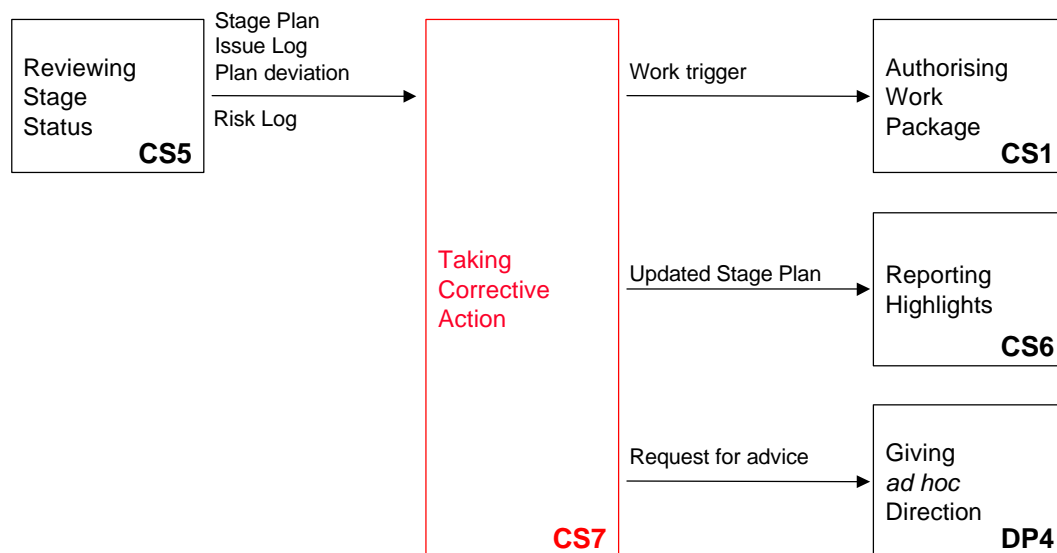 Reviewing
Stage
Status
CS5
Stage Plan
Issue Log
Plan deviation
Risk Log
Taking
Corrective
Action
CS7
Work trigger
Authorising
Work
Package
CS1
Updated Stage Plan
Reporting
Highlights
CS6
Request for advice
Giving
ad hoc
Direction
DP4